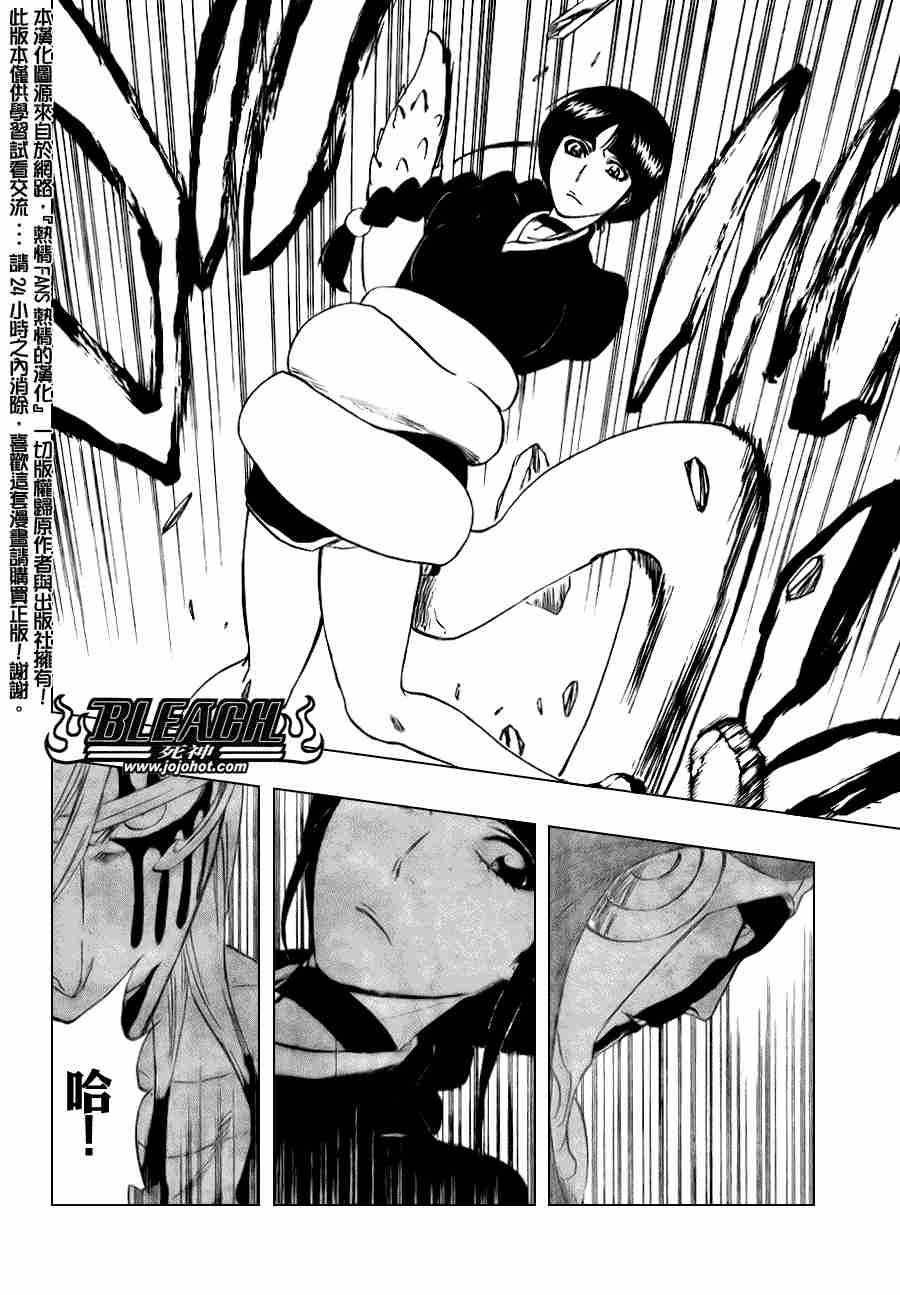 本漢化圖源來自於網路，『熱情FANS 熱情的漢化』一切版權歸原作者與出版社擁有！
此版本僅供學習試看交流... 請 24 小時之內消除，喜歡這套漫畫請購買正版！謝謝。
BLEACH
死神
www.jojohot.com
哈！